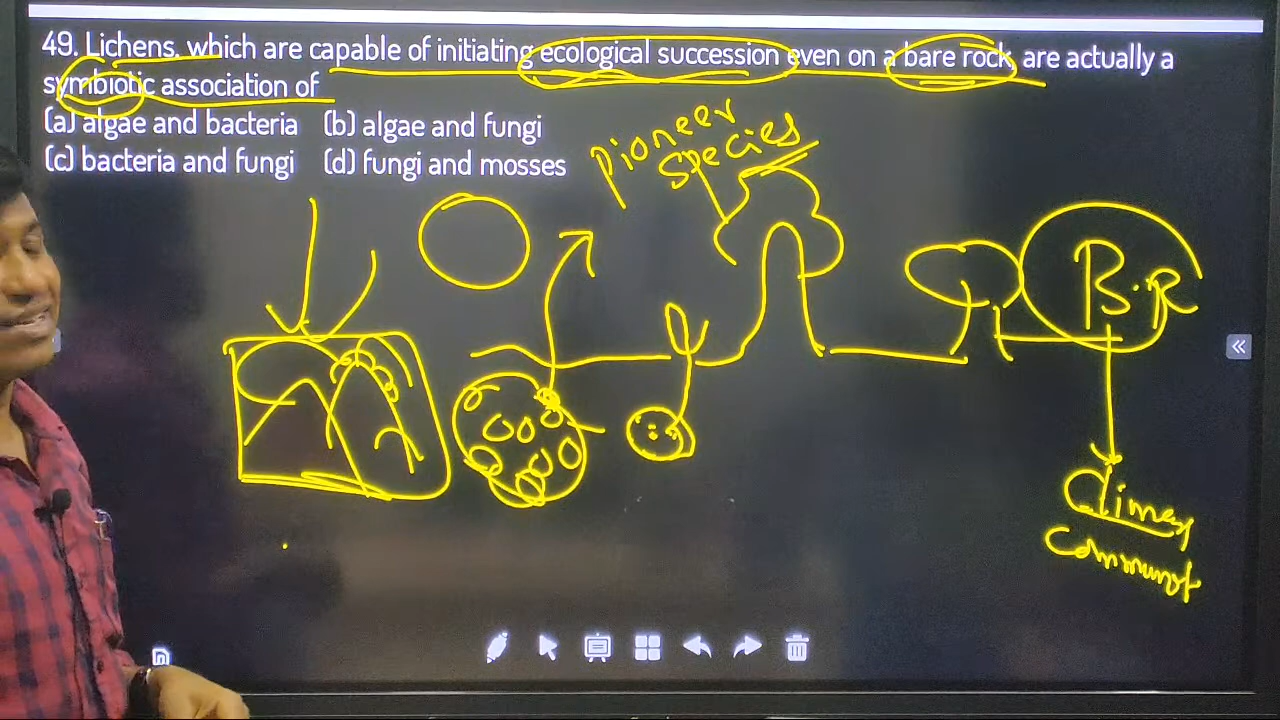 49. Lichens, which are capable of initiating ecological succession even on a bare rock, are actually a
symbiotic association of
(a) algae and bacteria (b) algae and fungi
(c) bacteria and fungi (d) fungi and mosses
pioneer
species
B.R
Climax